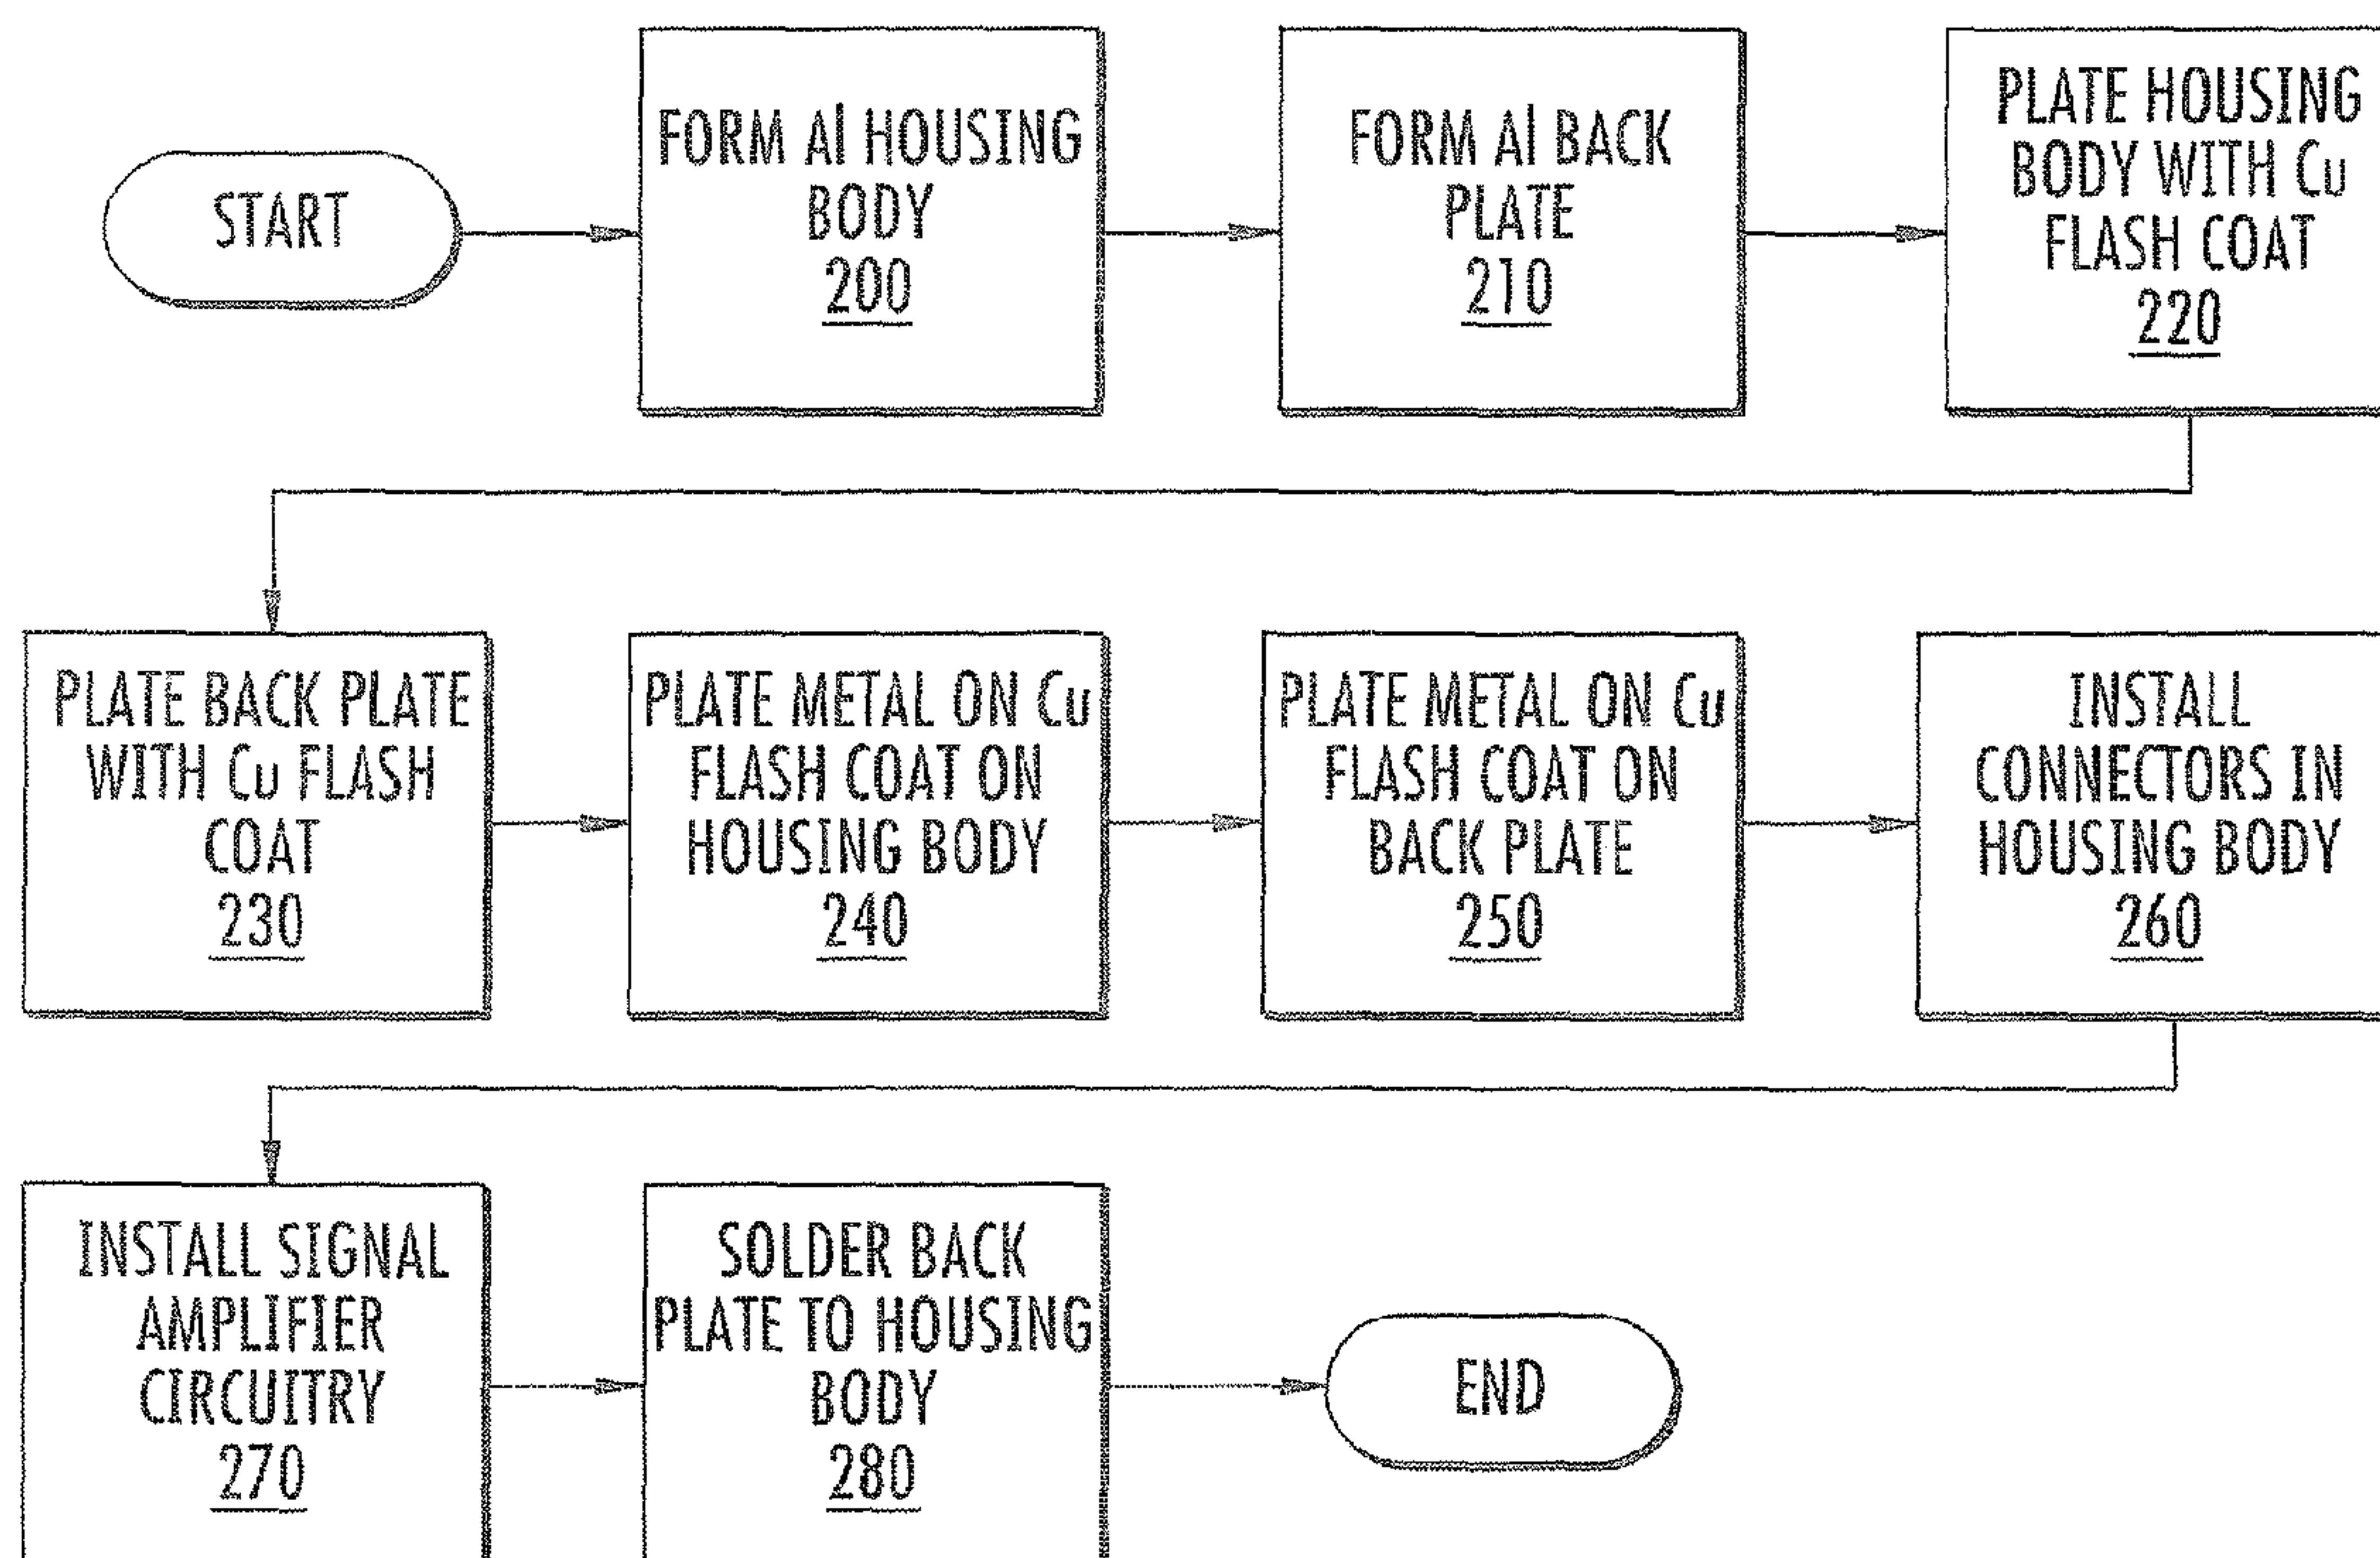 START
FORM Al HOUSING
BODY
200
FORM Al BACK
PLATE
210
PLATE HOUSING
BODY WITH Cu
FLASH COAT
220
PLATE BACK PLATE
WITH Cu FLASH
COAT
230
PLATE METAL ON Cu
FLASH COAT ON
HOUSING BODY
240
PLATE METAL ON Cu
FLASH COAT ON
BACK PLATE
250
INSTALL
CONNECTORS IN
HOUSING BODY
260
INSTALL SIGNAL
AMPLIFIER
CIRCUITRY
270
SOLDER BACK
PLATE TO HOUSING
BODY
280
END